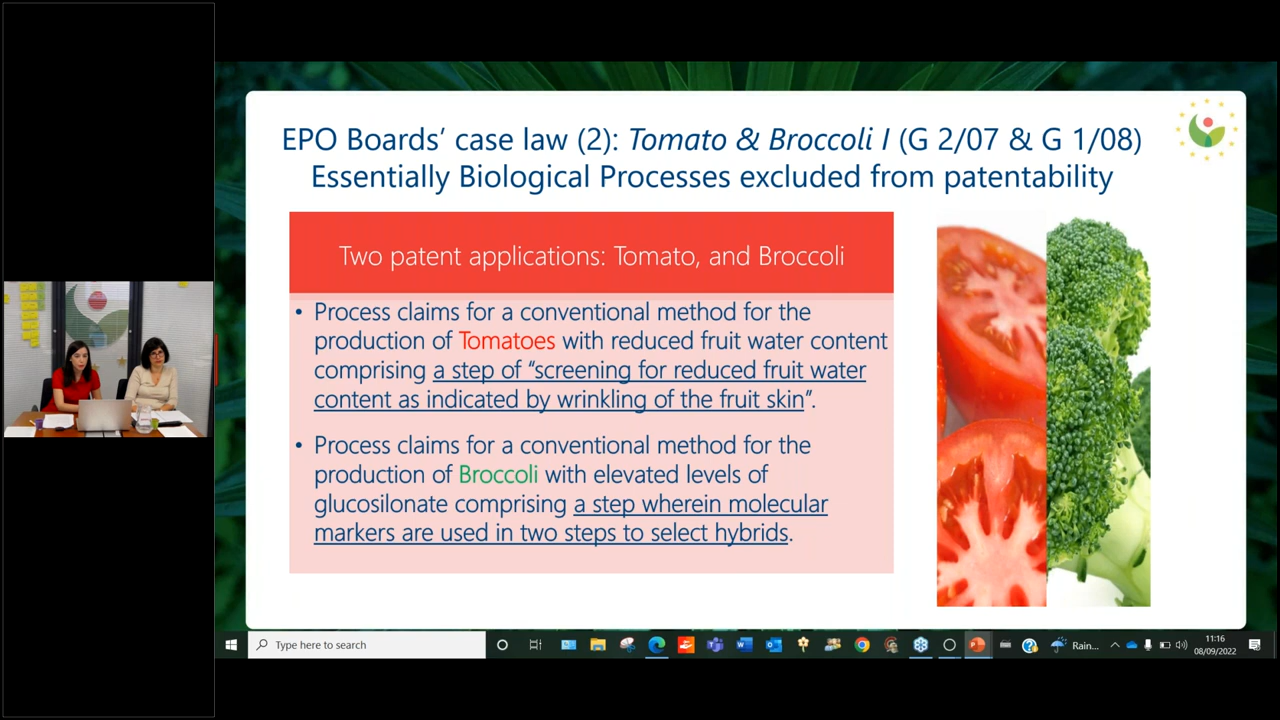 EPO Boards’ case law (2): Tomato & Broccoli I (G 2/07 & G 1/08)
Essentially Biological Processes excluded from patentability
Two patent applications: Tomato, and Broccoli
• Process claims for a conventional method for the
production of Tomatoes with reduced fruit water content
comprising a step of “screening for reduced fruit water
content as indicated by wrinkling of the fruit skin”.
• Process claims for a conventional method for the
production of Broccoli with elevated levels of
glucosilonate comprising a step wherein molecular
markers are used in two steps to select hybrids.
Type here to search
Rain...
11:16
08/09/2022